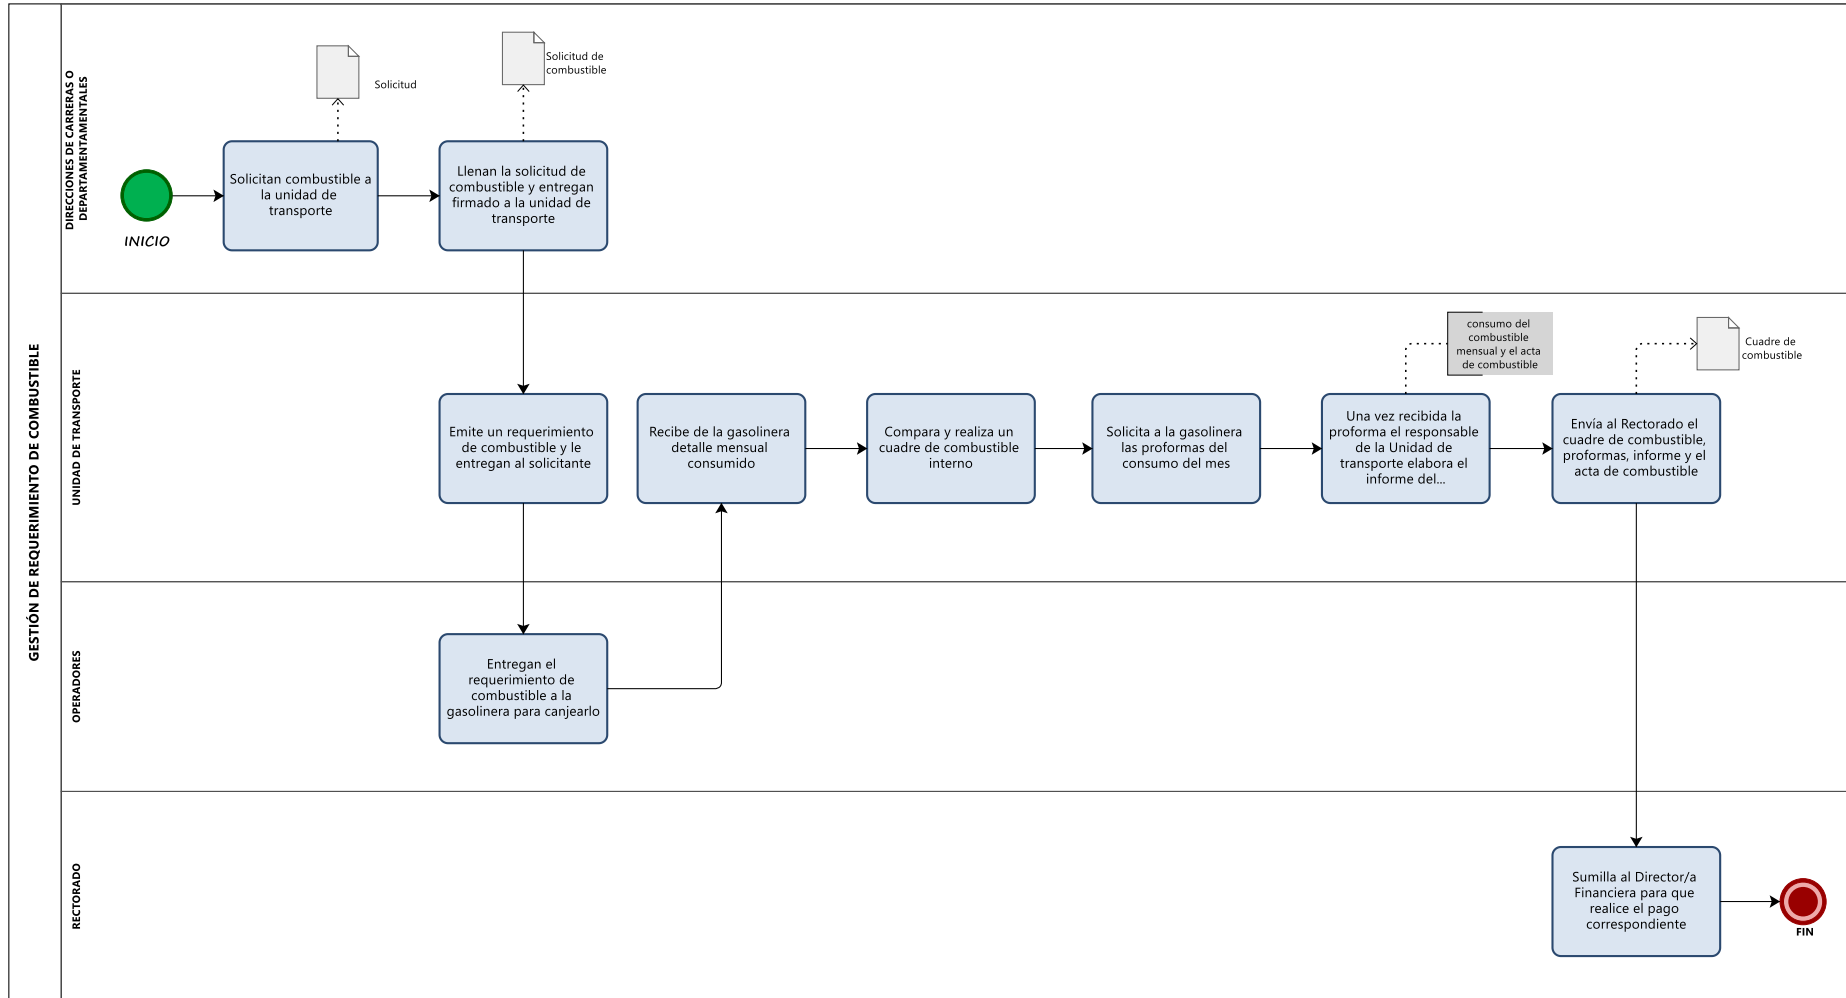 GESTIÓN DE REQUERIMIENTO DE COMBUSTIBLE
DIRECCIONES DE CARRERAS O
DEPARTAMENTAMENTALES
Solicitud
Solicitud de
combustible
INICIO
Solicitan combustible a
la unidad de
transporte
Llenan la solicitud de
combustible y entregan
firmado a la unidad de
transporte
UNIDAD DE TRANSPORTE
consumo del
combustible
mensual y el acta
de combustible
Cuadre de
combustible
Emite un requerimiento
de combustible y le
entregan al solicitante
Recibe de la gasolinera
detalle mensual
consumido
Compara y realiza un
cuadre de combustible
interno
Solicita a la gasolinera
las proformas del
consumo del mes
Una vez recibida la
proforma el responsable
de la Unidad de
transporte elabora el
informe del...
Envía al Rectorado el
cuadre de combustible,
proformas, informe y el
acta de combustible
OPERADORES
Entregan el
requerimiento de
combustible a la
gasolinera para canjearlo
RECTORADO
Sumilla al Director/a
Financiera para que
realice el pago
correspondiente
FIN